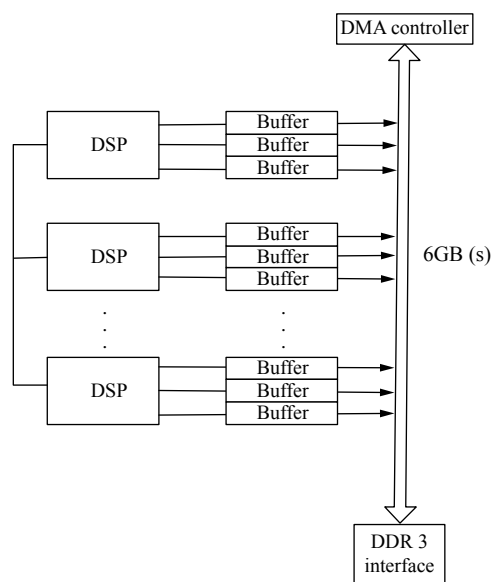 DMA controller
Buffer
DSP
Buffer
Buffer
Buffer
DSP
Buffer
6GB (s)
Buffer
Buffer
DSP
Buffer
Buffer
DDR 3
interface